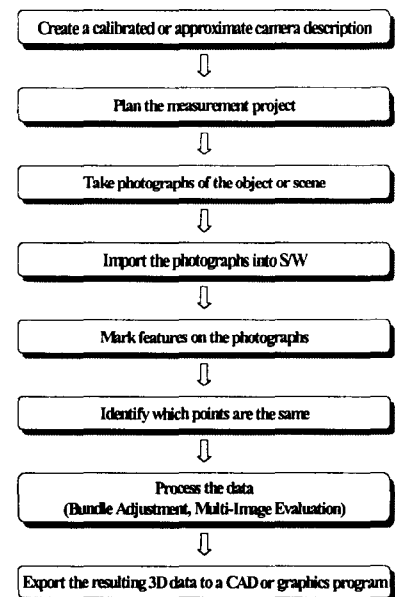 Create a calibrated or approximate camera description
Plan the measurement project
Take photographs of the object or scene
Import the photographs into S/W
Mark features on the photographs
Identify which points are the same
Process the data
(Bundle Adjustment, Multi-Image Evaluation)
Export the resulting 3D data to a CAD or graphics program